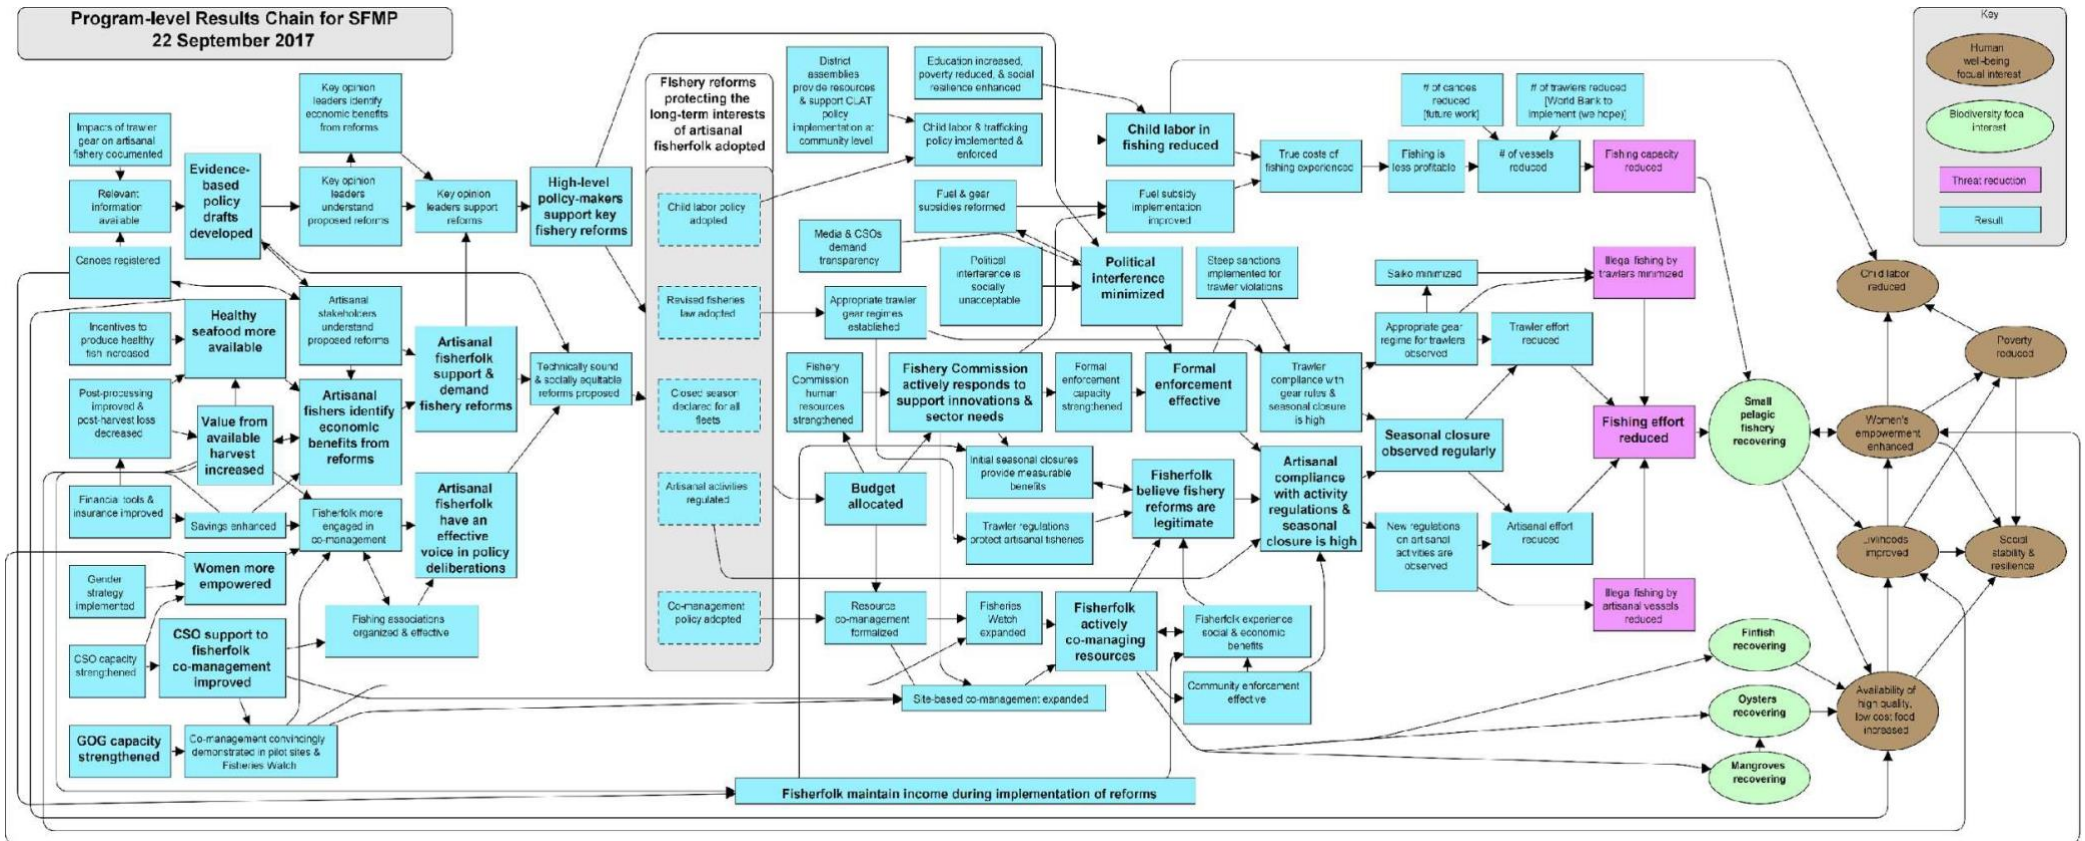 Program-level Results Chain for SFMP
22 September 2017
Key
Human
well-being
focual interest
Biodiversity foca
interest
Threat reduction
Result
Impacts of trawler
gear on artisanal
fishery documented
Relevant
information
available
Canoes registered
Incentives to
produce healthy
fish increased
Post-processing
improved &
post-harvest loss
decreased
Financial tools &
insurance improved
Gender
strategy
implemented
CSO capacity
strengthened
GOG capacity
strengthened
Evidence-
based
policy
drafts
developed
Healthy
seafood more
available
Value from
available
harvest
increased
Savings enhanced
Women more
empowered
CSO support to
fisherfolk
co-management
improved
Co-management convincingly
demonstrated in pilot sites &
Fisheries Watch
Key opinion
leaders identify
economic benefits
from reforms
Key opinion
leaders
understand
proposed reforms
Artisanal
stakeholders
understand
proposed reforms
Artisanal
fishers identify
economic
benefits from
reforms
Fisherfolk more
engaged in
co-management
Fishing associations
organized & effective
Key opinion
leaders support
reforms
Artisanal
fisherfolk
support &
demand
fishery reforms
Artisanal
fisherfolk
have an
effective
voice in policy
deliberations
High-level
policy-makers
support key
fishery reforms
Technically sound
& socially equitable
reforms proposed
Fishery reforms
protecting the
long-term interests
of artisanal
fisherfolk adopted
Child labor policy
adopted
Revised fisheries
law adopted
Closed season
declared for all
fleets
Artisanal activities
regulated
Co-management
policy adopted
District
assemblies
provide resources
& support CLAT
policy
implementation at
community level
Education increased,
poverty reduced, & social
resilience enhanced
Child labor & trafficking
policy implemented &
enforced
Fuel & gear
subsidies reformed
Media & CSOs
demand
transparency
Political
interference is
socially
unacceptable
Appropriate trawler
gear regimes
established
Fishery
Commission
human
resources
strengthened
Fishery Commission
actively responds to
support innovations &
sector needs
Budget
allocated
Initial seasonal closures
provide measurable
benefits
Trawler regulations
protect artisanal fisheries
Resource
co-management
formalized
Fisheries
Watch
expanded
Site-based co-management expanded
Fisherfolk maintain income during implementation of reforms
Child labor in
fishing reduced
Fuel subsidy
implementation
improved
Political
interference
minimized
Formal
enforcement
capacity
strengthened
Formal
enforcement
effective
Fisherfolk
believe fishery
reforms are
legitimate
Fisherfolk
actively
co-managing
resources
Fisherfolk experience
social & economic
benefits
Community enforcement
effective
Steep sanctions
implemented for
trawler violations
True costs of
fishing experienced
Fishing is
less profitable
# of canoes
reduced
[future work]
# of trawlers reduced
[World Bank to
implement (we hope)]
# of vessels
reduced
Fishing capacity
reduced
Trawler
compliance with
gear rules &
seasonal closure
is high
Artisanal
compliance
with activity
regulations &
seasonal
closure is high
Saiko minimized
Appropriate gear
regime for trawlers
observed
Seasonal closure
observed regularly
New regulations
on artisanal
activities are
observed
Trawler effort
reduced
Artisanal effort
reduced
Illegal fishing by
trawlers minimized
Fishing effort
reduced
Illegal fishing by
artisanal vessels
reduced
Small
pelagic
fishery
recovering
Finfish
recovering
Oysters
recovering
Mangroves
recovering
Child labor
reduced
Poverty
reduced
Women's
empowerment
enhanced
Livlihoods
improved
Social
stability &
resilience
Availability of
high quality,
low cost food
increased